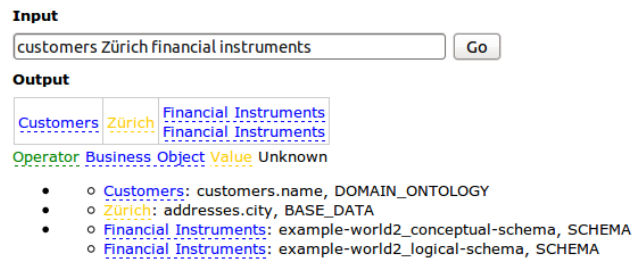 Input
customers Zürich financial instruments Go
Output
Customers Zürich Financial Instruments
Financial Instruments
Operator Business Object Value Unknown
Customers: customers.name, DOMAIN_ONTOLOGY
Zürich: addresses.city, BASE_DATA
Financial Instruments: example-world2_conceptual-schema, SCHEMA
Financial Instruments: example-world2_logical-schema, SCHEMA